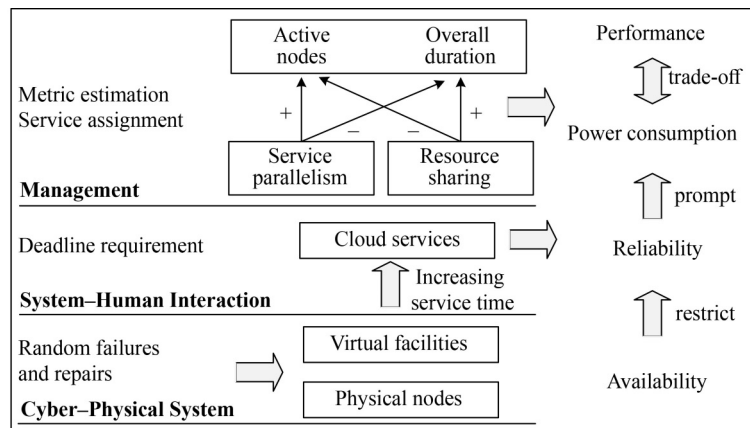 Active
nodes
Overall
duration
Performance
trade-off
Metric estimation
Service assignment
+
–
–
+
Power consumption
Service
parallelism
Resource
sharing
Management
prompt
Deadline requirement
Cloud services
Reliability
Increasing
service time
System–Human Interaction
restrict
Random failures
and repairs
Virtual facilities
Physical nodes
Availability
Cyber–Physical System